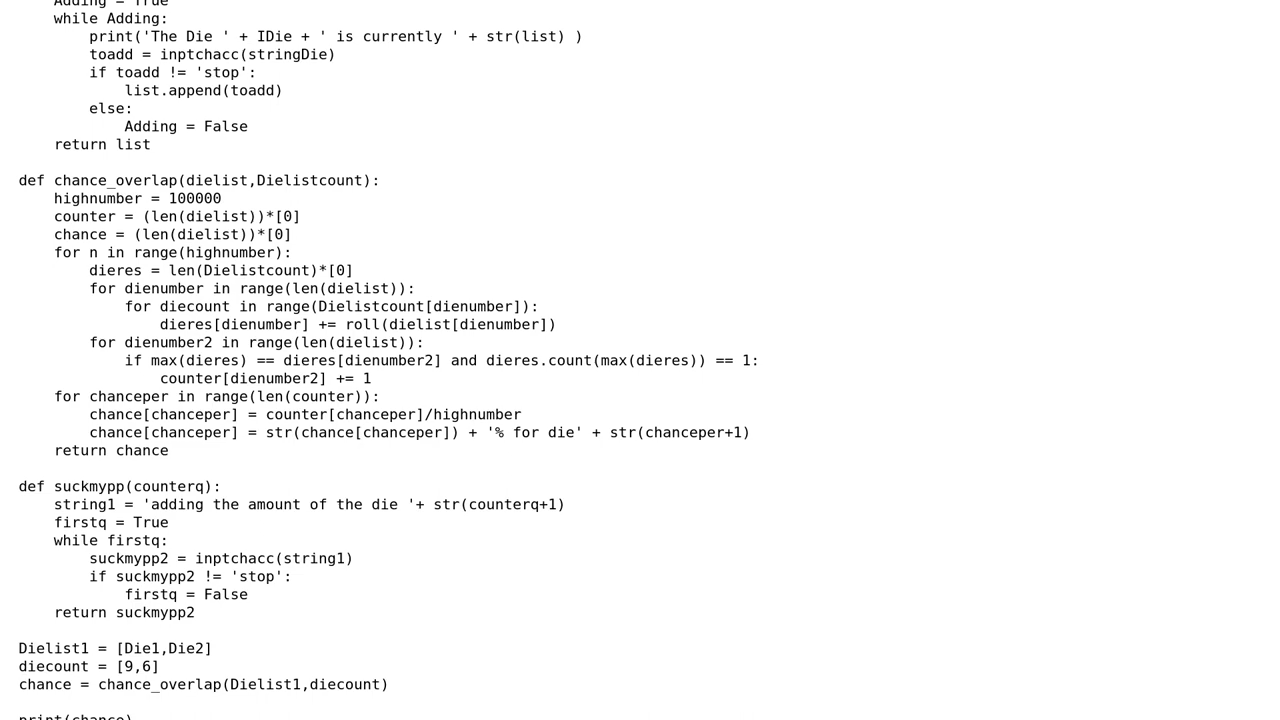 Adding = True
while Adding:
print('The Die ' + IDie + ' is currently ' + str(list) )
toadd = inptchacc(stringDie)
if toadd != 'stop':
list.append(toadd)
else:
Adding = False
return list
def chance_overlap(dielist,Dielistcount):
highnumber = 100000
counter = (len(dielist))*[0]
chance = (len(dielist))*[0]
for n in range(highnumber):
dieres = len(Dielistcount)*[0]
for dienumber in range(len(dielist)):
for diecount in range(Dielistcount[dienumber]):
dieres[dienumber] += roll(dielist[dienumber])
for dienumber2 in range(len(dielist)):
if max(dieres) == dieres[dienumber2] and dieres.count(max(dieres)) == 1:
counter[dienumber2] += 1
for chanceper in range(len(counter)):
chance[chanceper] = counter[chanceper]/highnumber
chance[chanceper] = str(chance[chanceper]) + '% for die' + str(chanceper+1)
return chance
def suckmypp(counterq):
string1 = 'adding the amount of the die '+ str(counterq+1)
firstq = True
while firstq:
suckmypp2 = inptchacc(string1)
if suckmypp2 != 'stop':
firstq = False
return suckmypp2
Dielist1 = [Die1,Die2]
diecount = [9,6]
chance = chance_overlap(Dielist1,diecount)
print(chance)